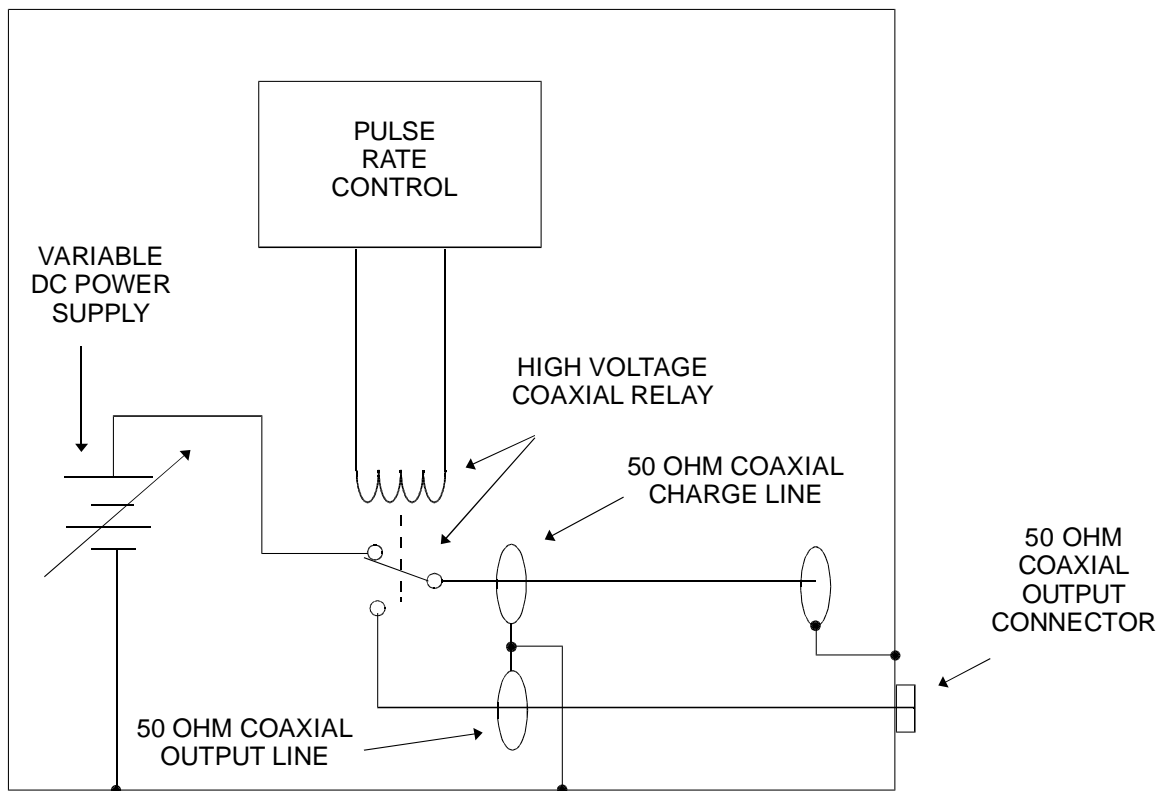 PULSE
RATE
CONTROL
VARIABLE
DC POWER
SUPPLY
HIGH VOLTAGE
COAXIAL RELAY
50 OHM COAXIAL
CHARGE LINE
50 OHM
COAXIAL
OUTPUT
CONNECTOR
50 OHM COAXIAL
OUTPUT LINE